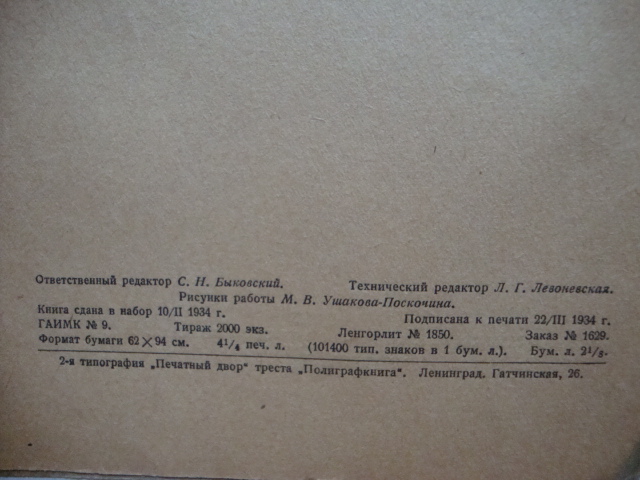 Ответственный редактор С. Н. Быковский. Технический редактор Л. Г. Левоневская.
Рисунки работы М. В. Ушакова-Поскочина.
Книга сдана в набор 10/II 1934 г. Подписана к печати 22/III 1934 г.
ГАИМК № 9. Тираж 2000 экз. Ленгорлит № 1850. Заказ № 1629.
Формат бумаги 62 × 94 см. 4¹/₄ печ. л. (101400 тип. знаков в 1 бум. л.). Бум. л. 2¹/₈.
2-я типография „Печатный двор" треста „Полиграфкнига". Ленинград. Гатчинская, 26.